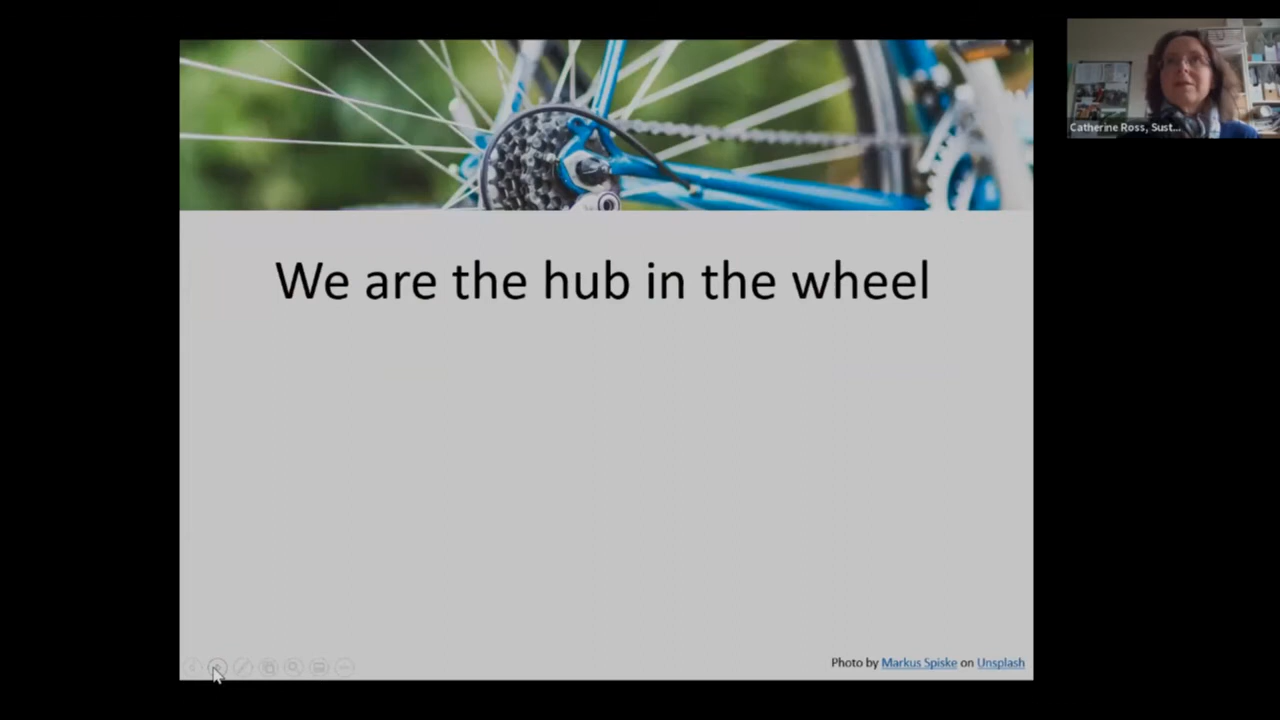 Catherine Ross, Sust...
We are the hub in the wheel
Photo by Markus Spiske on Unsplash